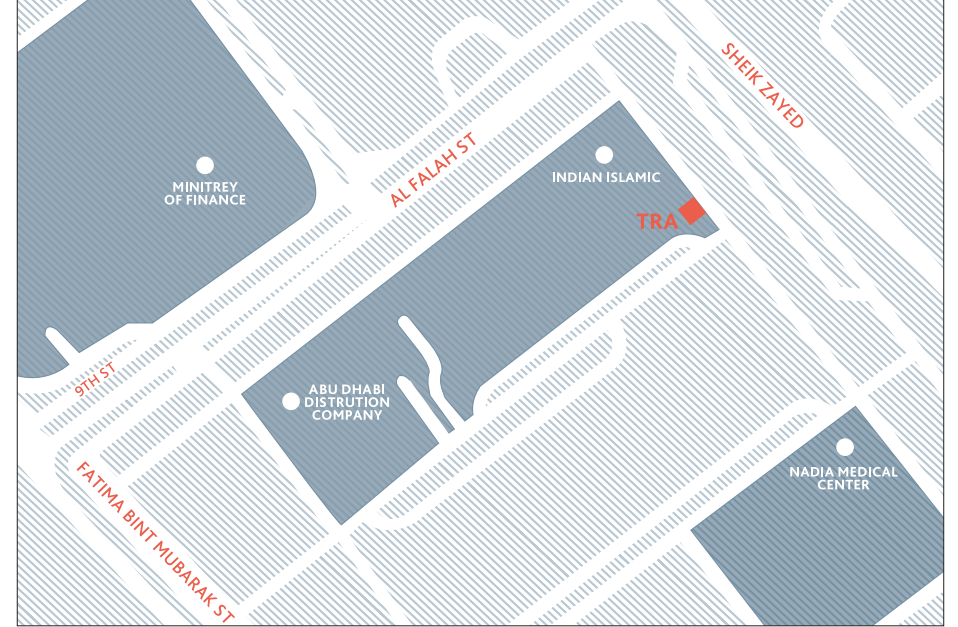 SHEIK ZAYED
AL FALAH ST
MINITREY
OF FINANCE
INDIAN ISLAMIC
TRA
9TH ST
ABU DHABI
DISTRUTION
COMPANY
FATIMA BINT MUBARAK ST
NADIA MEDICAL
CENTER